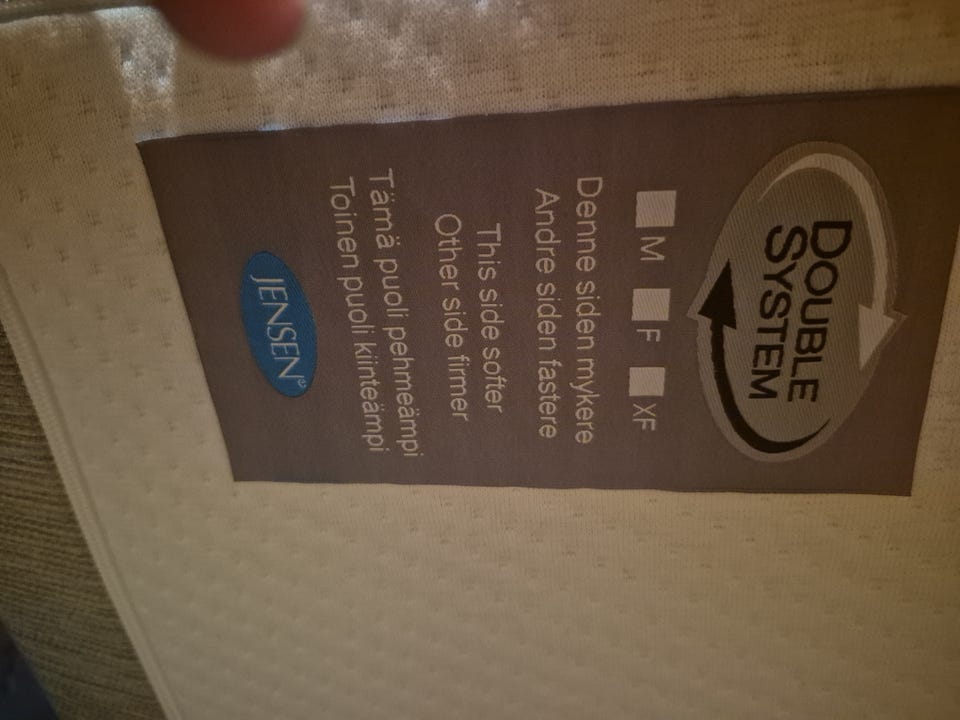 DOUBLE
SYSTEM
M F XF
Denne siden mykere
Andre siden fastere
This side softer
Other side firmer
Tämä puoli pehmeämpi
Toinen puoli kiinteämpi
JENSEN®